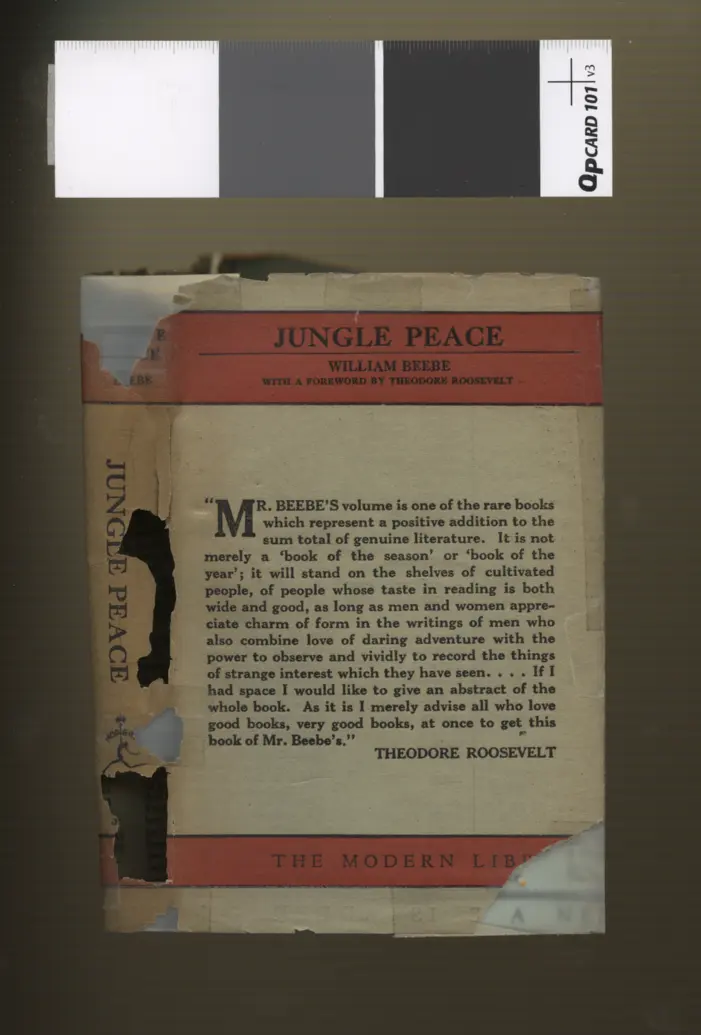 QpCARD 101 v3
JUNGLE PEACE
WILLIAM BEEBE
WITH A FOREWORD BY THEODORE ROOSEVELT
JUNGLE PEACE
"MR. BEEBE'S volume is one of the rare books
which represent a positive addition to the
sum total of genuine literature. It is not
merely a 'book of the season' or 'book of the
year'; it will stand on the shelves of cultivated
people, of people whose taste in reading is both
wide and good, as long as men and women appre-
ciate charm of form in the writings of men who
also combine love of daring adventure with the
power to observe and vividly to record the things
of strange interest which they have seen. . . . If I
had space I would like to give an abstract of the
whole book. As it is I merely advise all who love
good books, very good books, at once to get this
book of Mr. Beebe's."
THEODORE ROOSEVELT
THE MODERN LIB